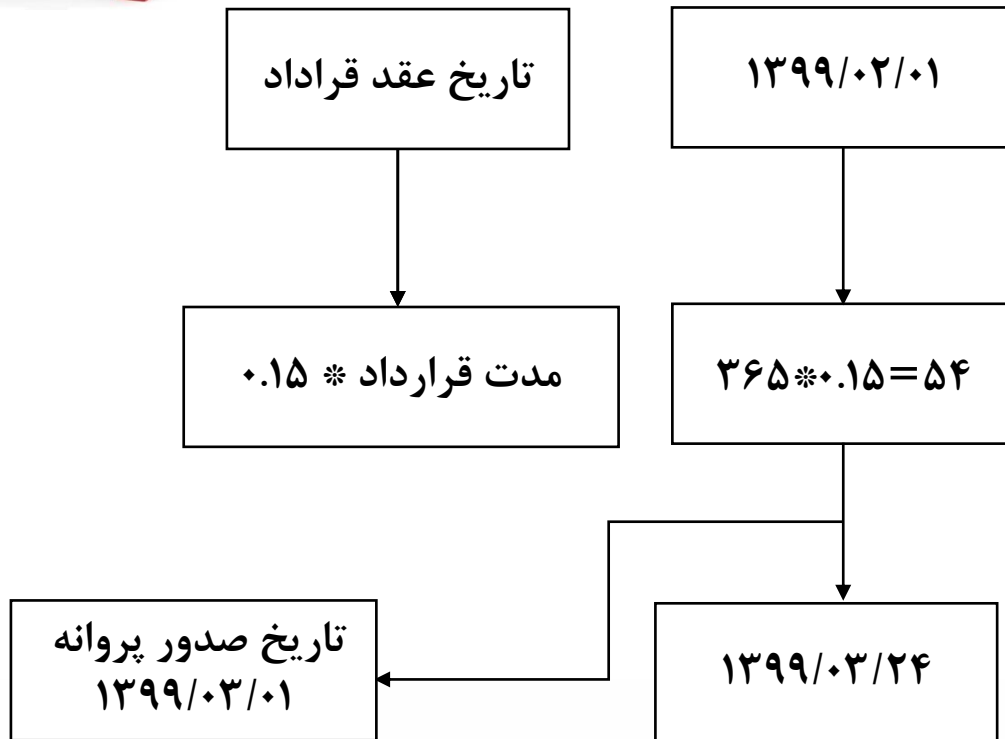 ۱۳۹۹/۰۲/۰۱
تاریخ عقد قراداد
۳۶۵*۰.۱۵=۵۴
مدت قرارداد * ۰.۱۵
۱۳۹۹/۰۳/۲۴
تاریخ صدور پروانه
۱۳۹۹/۰۳/۰۱